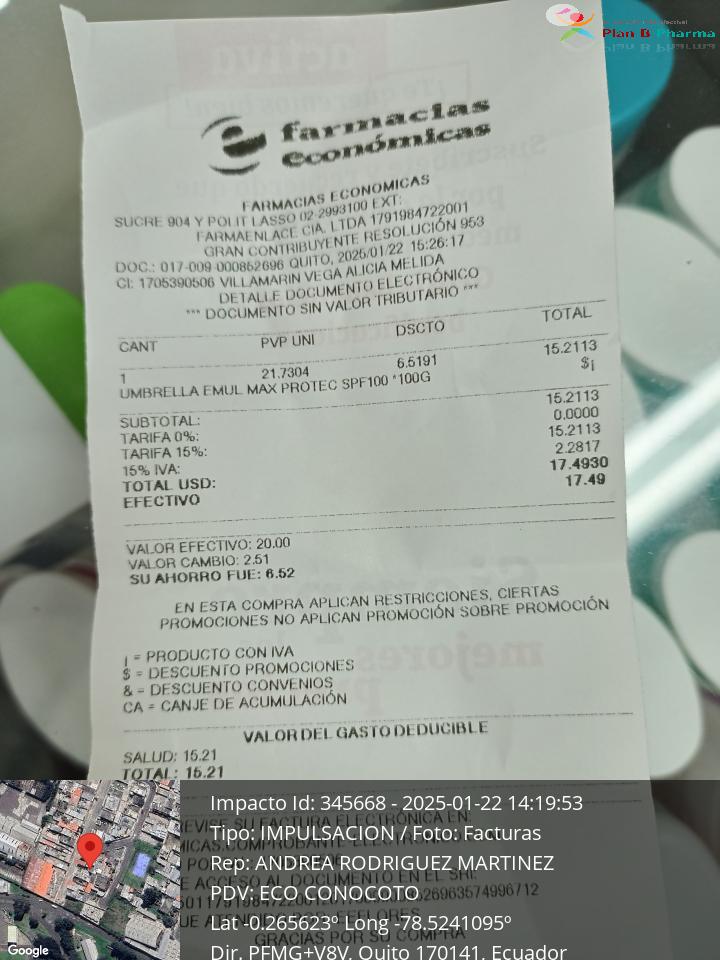 Plan B Pharma
farmacias
económicas
FARMACIAS ECONOMICAS
SUCRE 904 Y POLIT LASSO 02-2993100 EXT:
FARMAENLACE CIA. LTDA 1791984722001
GRAN CONTRIBUYENTE RESOLUCIÓN 953
DOC.: 017-009-000852696 QUITO, 2025/01/22 15:26:17
CI: 1705390506 VILLAMARIN VEGA ALICIA MELIDA
DETALLE DOCUMENTO ELECTRÓNICO
*** DOCUMENTO SIN VALOR TRIBUTARIO ***
CANT PVP UNI DSCTO TOTAL
1 21.7304 6.5191 15.2113
UMBRELLA EMUL MAX PROTEC SPF100 *100G $¡
SUBTOTAL: 15.2113
TARIFA 0%: 0.0000
TARIFA 15%: 15.2113
15% IVA: 2.2817
TOTAL USD: 17.4930
EFECTIVO 17.49
VALOR EFECTIVO: 20.00
VALOR CAMBIO: 2.51
SU AHORRO FUE: 6.52
EN ESTA COMPRA APLICAN RESTRICCIONES, CIERTAS
PROMOCIONES NO APLICAN PROMOCIÓN SOBRE PROMOCIÓN
¡ = PRODUCTO CON IVA
$ = DESCUENTO PROMOCIONES
& = DESCUENTO CONVENIOS
CA = CANJE DE ACUMULACIÓN
VALOR DEL GASTO DEDUCIBLE
SALUD: 15.21
TOTAL: 15.21
Impacto Id: 345668 - 2025-01-22 14:19:53
Tipo: IMPULSACION / Foto: Facturas
Rep: ANDREA RODRIGUEZ MARTINEZ
PDV: ECO CONOCOTO
Lat -0.265623º Long -78.5241095º
Dir. PFMG+V8V, Quito 170141, Ecuador
GRACIAS POR SU COMPRA
Google